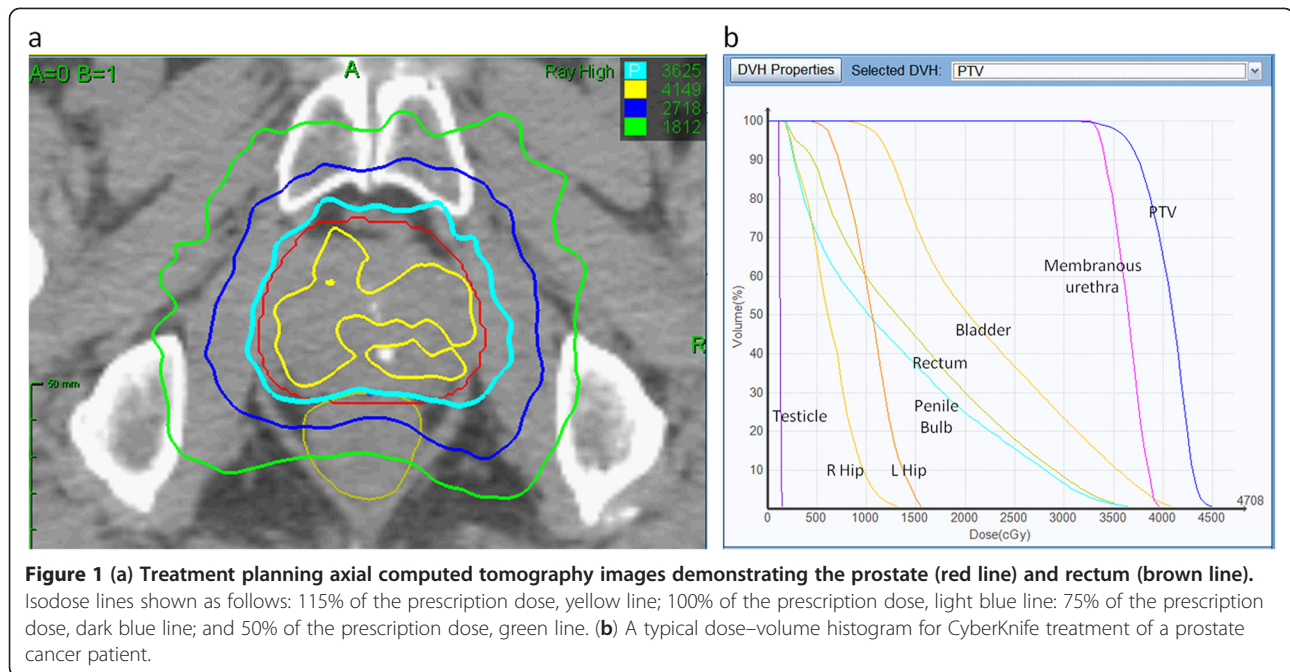 a
A=0 B=1
A
Ray High
P 3625
4149
2718
1812
R
50 mm
b
DVH Properties Selected DVH: PTV
100
90
80
70
60
50
40
30
20
10
Volume(%)
PTV
Membranous
urethra
Bladder
Rectum
Penile
Bulb
Testicle
R Hip
L Hip
4708
0 500 1000 1500 2000 2500 3000 3500 4000 4500
Dose(cGy)
Figure 1 (a) Treatment planning axial computed tomography images demonstrating the prostate (red line) and rectum (brown line).
Isodose lines shown as follows: 115% of the prescription dose, yellow line; 100% of the prescription dose, light blue line: 75% of the prescription
dose, dark blue line; and 50% of the prescription dose, green line. (b) A typical dose–volume histogram for CyberKnife treatment of a prostate
cancer patient.